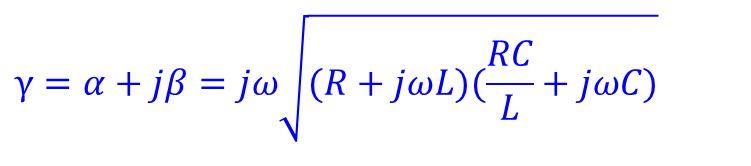 γ = α + jβ = jω√((R + jωL)(RC/L + jωC))